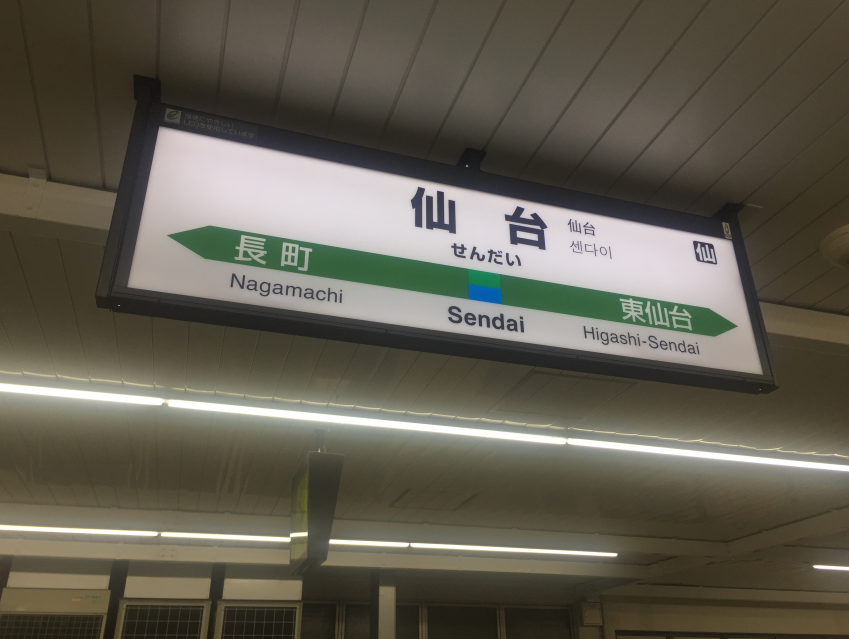 仙台
仙台
센다이
仙
せんだい
長町
東仙台
Nagamachi
Sendai
Higashi-Sendai